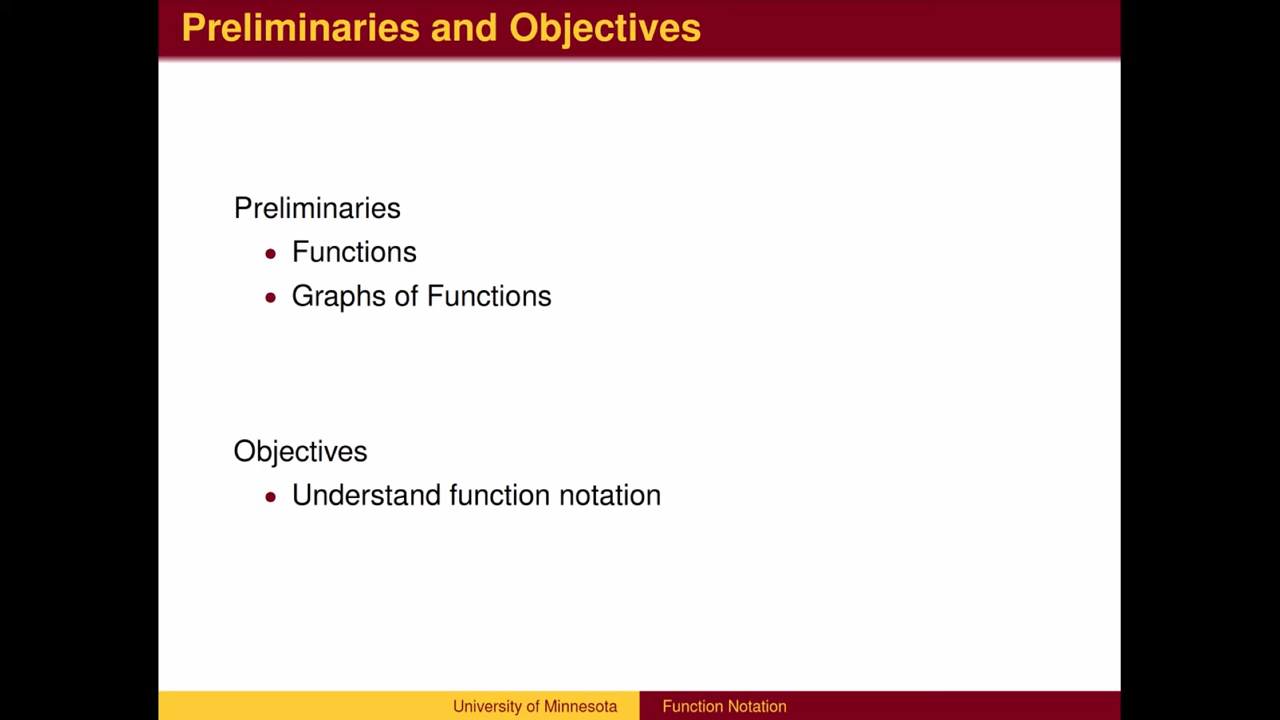 Preliminaries and Objectives
Preliminaries
• Functions
• Graphs of Functions
Objectives
• Understand function notation
University of Minnesota
Function Notation